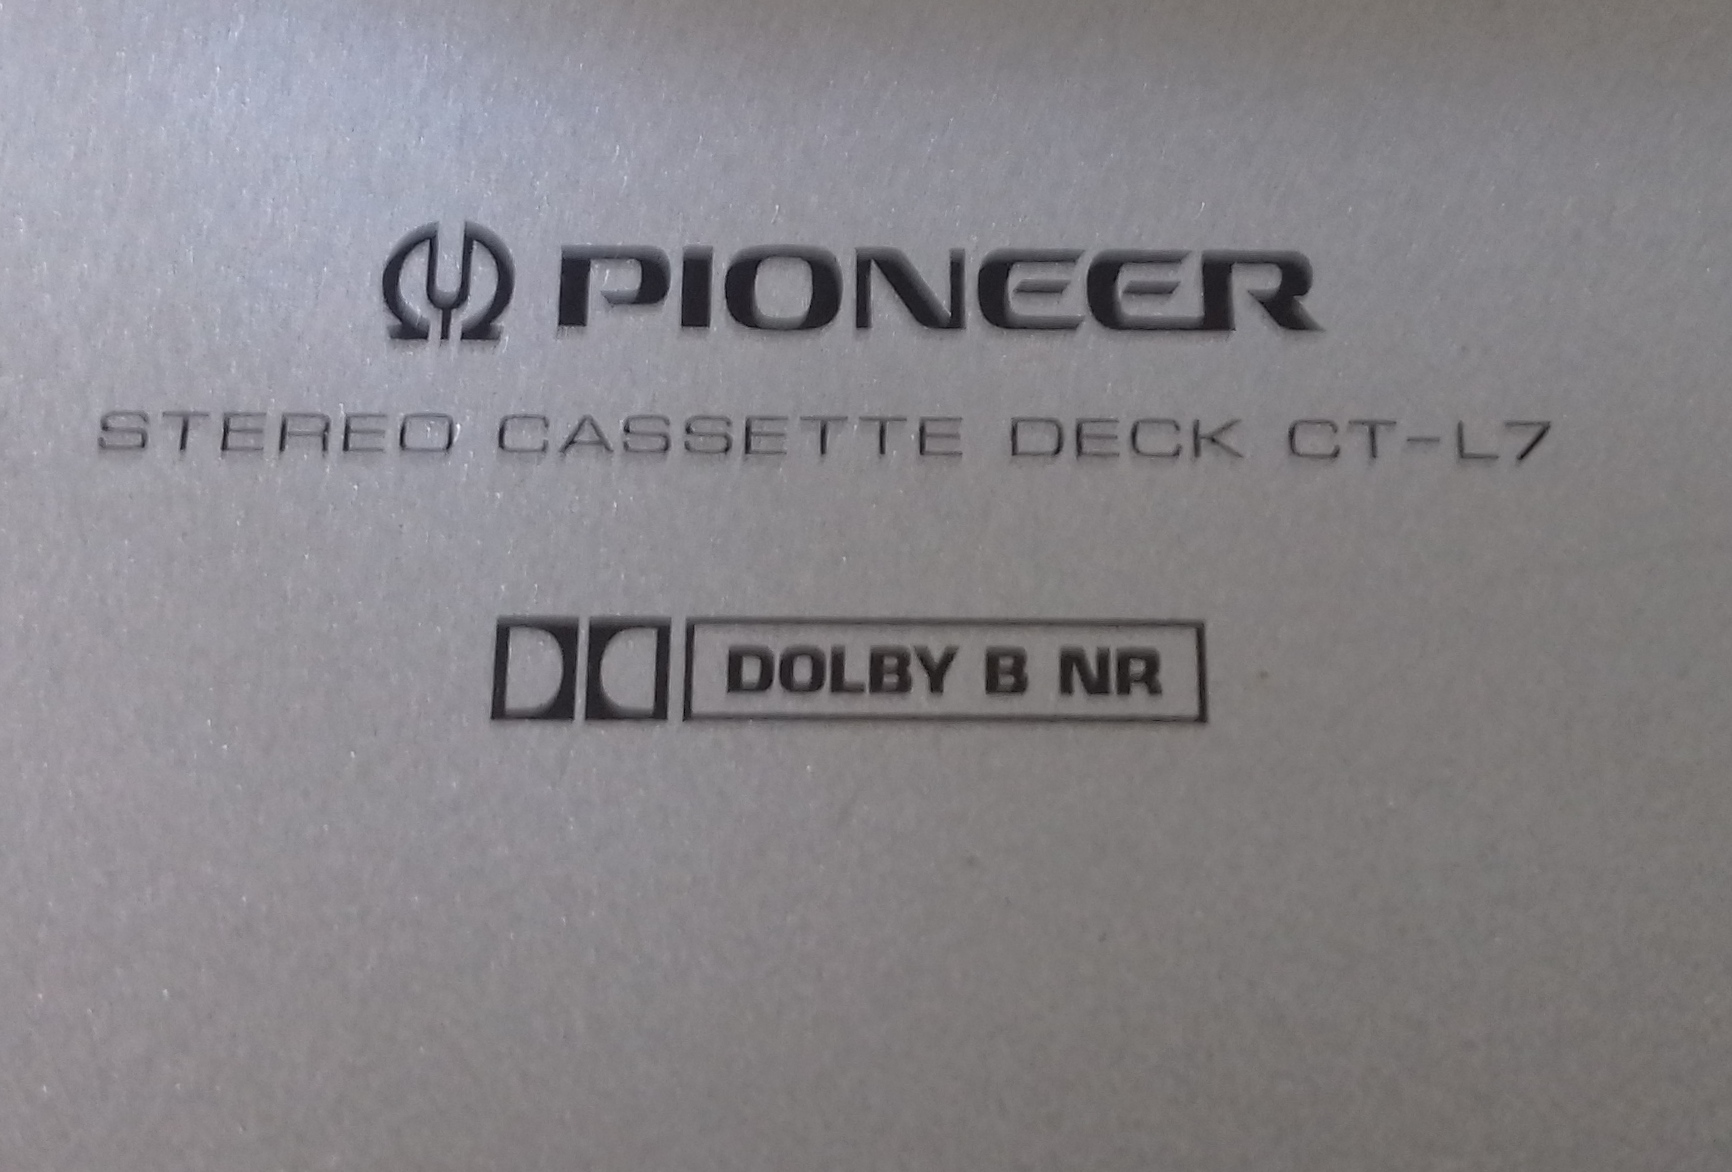 PIONEER
STEREO CASSETTE DECK CT-L7
DOLBY B NR